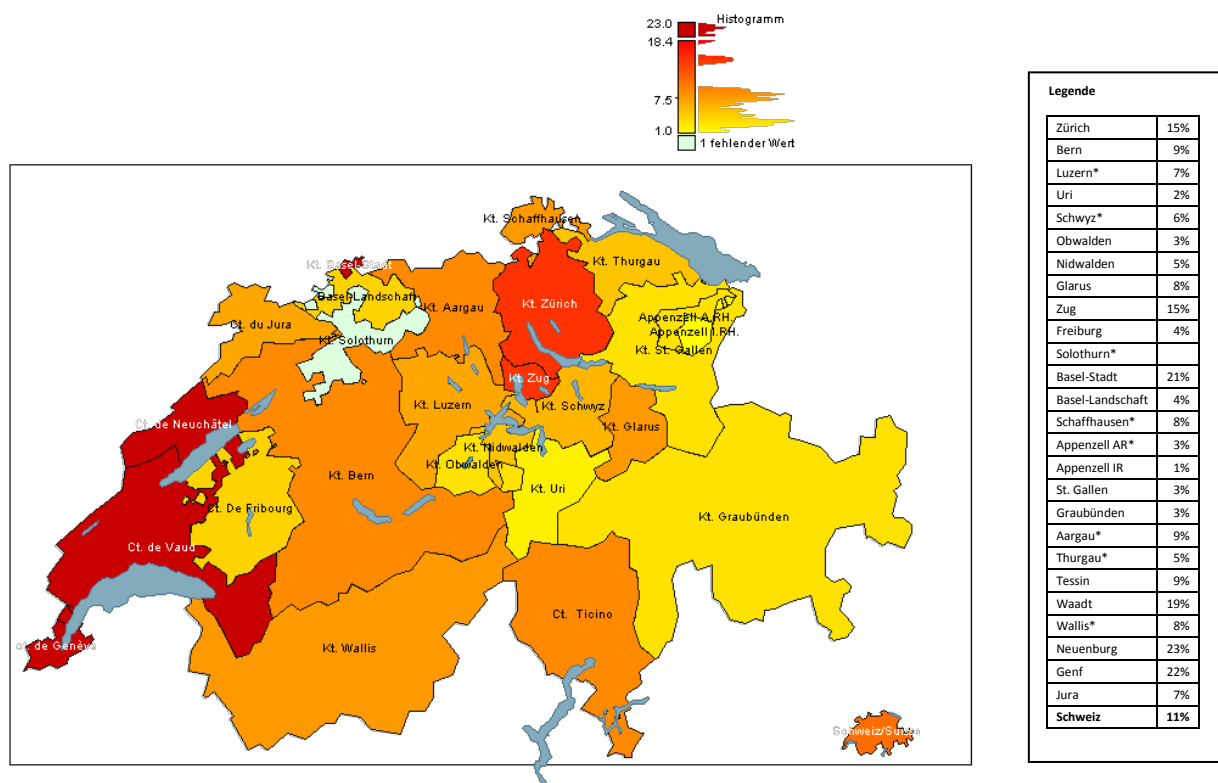 23.0
Histogramm
18.4
7.5
1.0
1 fehlender Wert
Kt. Schaffhausen
Kt. Basel-Stadt
Kt. Thurgau
Basel-Landschaft
Kt. Aargau
Kt. Zürich
Ct. du Jura
Appenzell A.RH.
Appenzell I.RH.
Kt. Solothurn
Kt. St. Gallen
Kt. Zug
Kt. Luzern
Kt. Schwyz
Ct. de Neuchâtel
Kt. Glarus
Kt. Nidwalden
Kt. Obwalden
Kt. Bern
Kt. Uri
Ct. De Fribourg
Kt. Graubünden
Ct. de Vaud
Ct. Ticino
ct. de Genève
Kt. Wallis
Schweiz/Suisse
Legende
Zürich 15%
Bern 9%
Luzern* 7%
Uri 2%
Schwyz* 6%
Obwalden 3%
Nidwalden 5%
Glarus 8%
Zug 15%
Freiburg 4%
Solothurn*
Basel-Stadt 21%
Basel-Landschaft 4%
Schaffhausen* 8%
Appenzell AR* 3%
Appenzell IR 1%
St. Gallen 3%
Graubünden 3%
Aargau* 9%
Thurgau* 5%
Tessin 9%
Waadt 19%
Wallis* 8%
Neuenburg 23%
Genf 22%
Jura 7%
Schweiz 11%